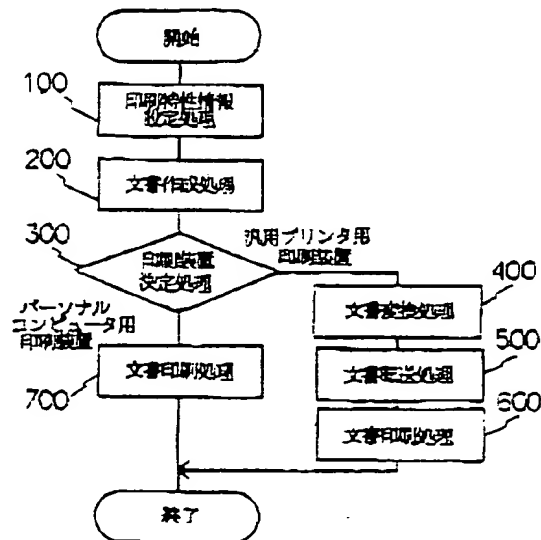 開始
100
印刷特性情報
設定処理
200
文書作成処理
300
印刷装置
決定処理
汎用プリンタ用
印刷装置
400
文書変換処理
パーソナル
コンピュータ用
印刷装置
500
文書転送処理
700
文書印刷処理
600
文書印刷処理
終了